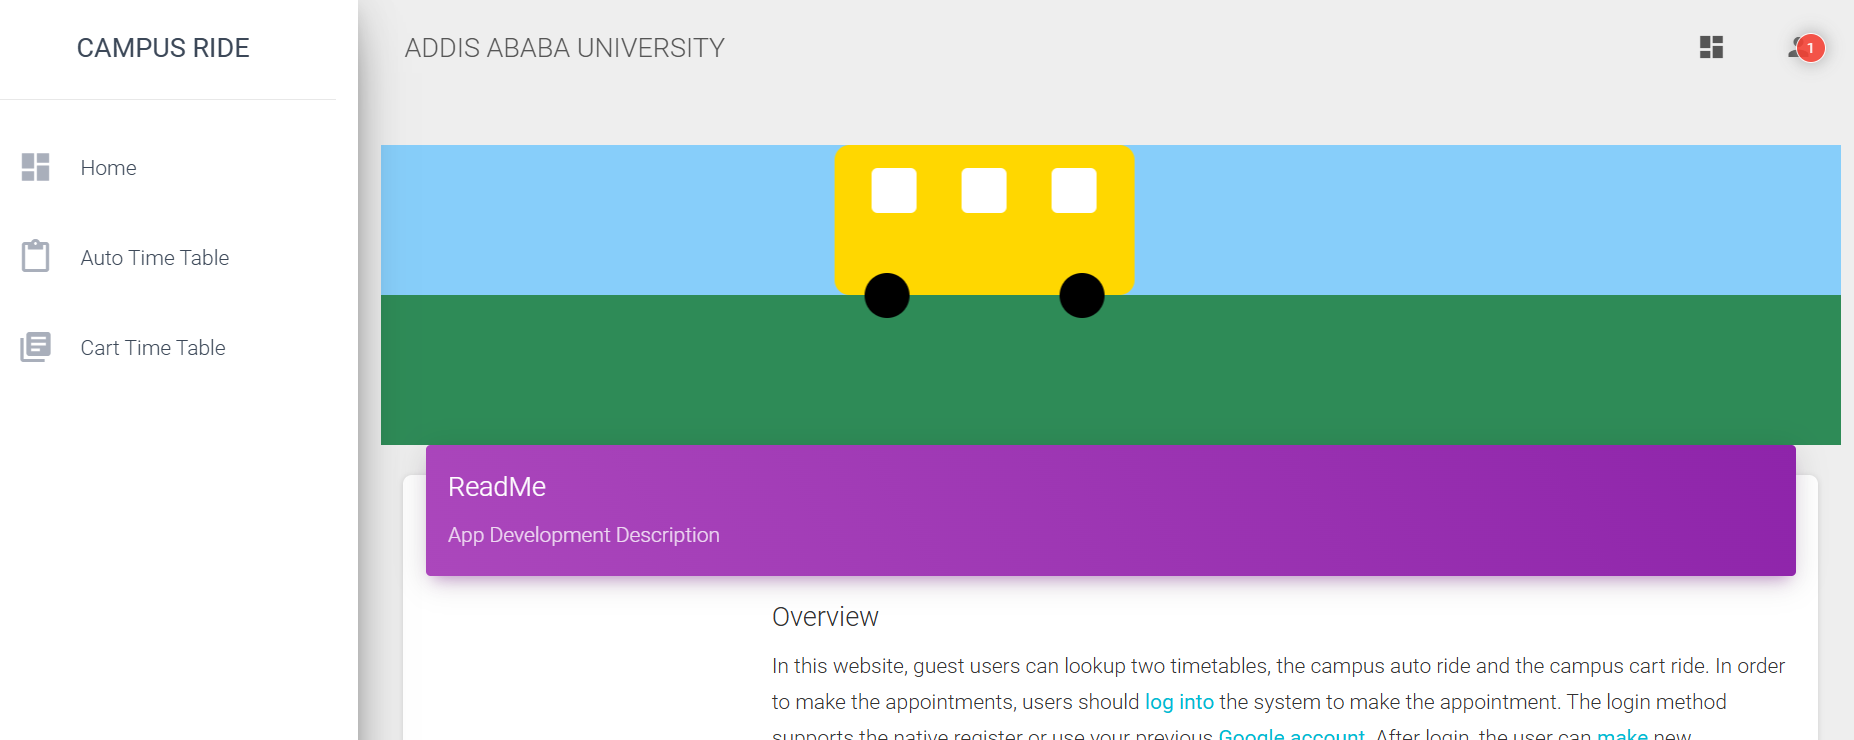 CAMPUS RIDE
ADDIS ABABA UNIVERSITY
1
Home
Auto Time Table
Cart Time Table
ReadMe
App Development Description
Overview
In this website, guest users can lookup two timetables, the campus auto ride and the campus cart ride. In order
to make the appointments, users should log into the system to make the appointment. The login method
supports the native register or use your previous Google account. After login, the user can make new